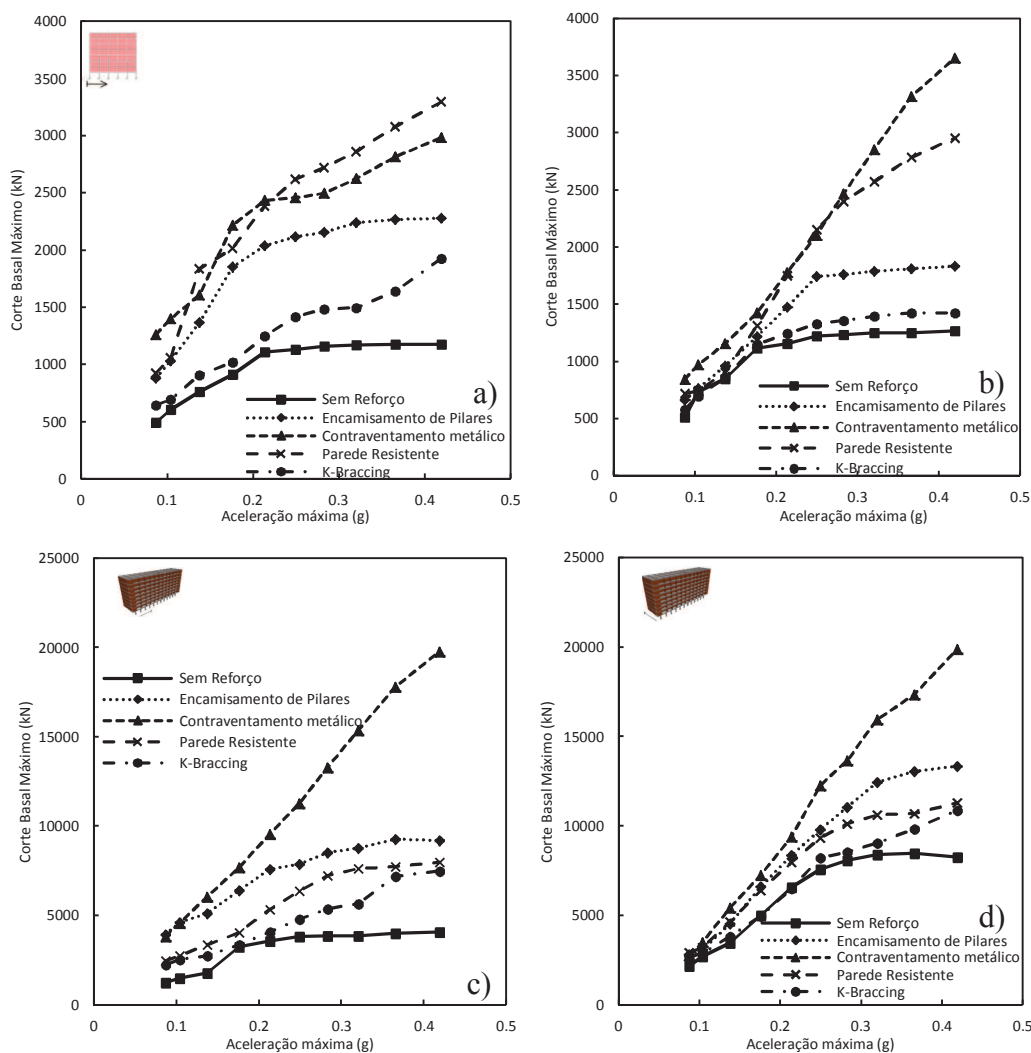 4000
3500
3000
2500
2000
1500
1000
500
0
Corte Basal Máximo (kN)
0
0.1
0.2
0.3
0.4
0.5
Aceleração máxima (g)
Sem Reforço
Encamisamento de Pilares
Contraventamento metálico
Parede Resistente
K-Braccing
a)
4000
3500
3000
2500
2000
1500
1000
500
0
Corte Basal Máximo (kN)
0
0.1
0.2
0.3
0.4
0.5
Aceleração máxima (g)
Sem Reforço
Encamisamento de Pilares
Contraventamento metálico
Parede Resistente
K-Braccing
b)
25000
20000
15000
10000
5000
0
Corte Basal Máximo (kN)
0
0.1
0.2
0.3
0.4
0.5
Aceleração máxima (g)
Sem Reforço
Encamisamento de Pilares
Contraventamento metálico
Parede Resistente
K-Braccing
c)
25000
20000
15000
10000
5000
0
Corte Basal Máximo (kN)
0
0.1
0.2
0.3
0.4
0.5
Aceleração máxima (g)
Sem Reforço
Encamisamento de Pilares
Contraventamento metálico
Parede Resistente
K-Braccing
d)